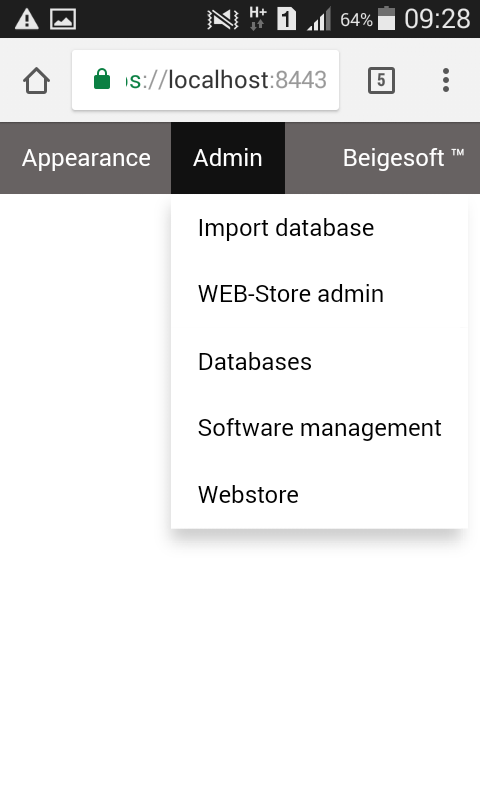 H+ 1 64% 09:28
s://localhost:8443 5
Appearance Admin Beigesoft ™
Import database
WEB-Store admin
Databases
Software management
Webstore